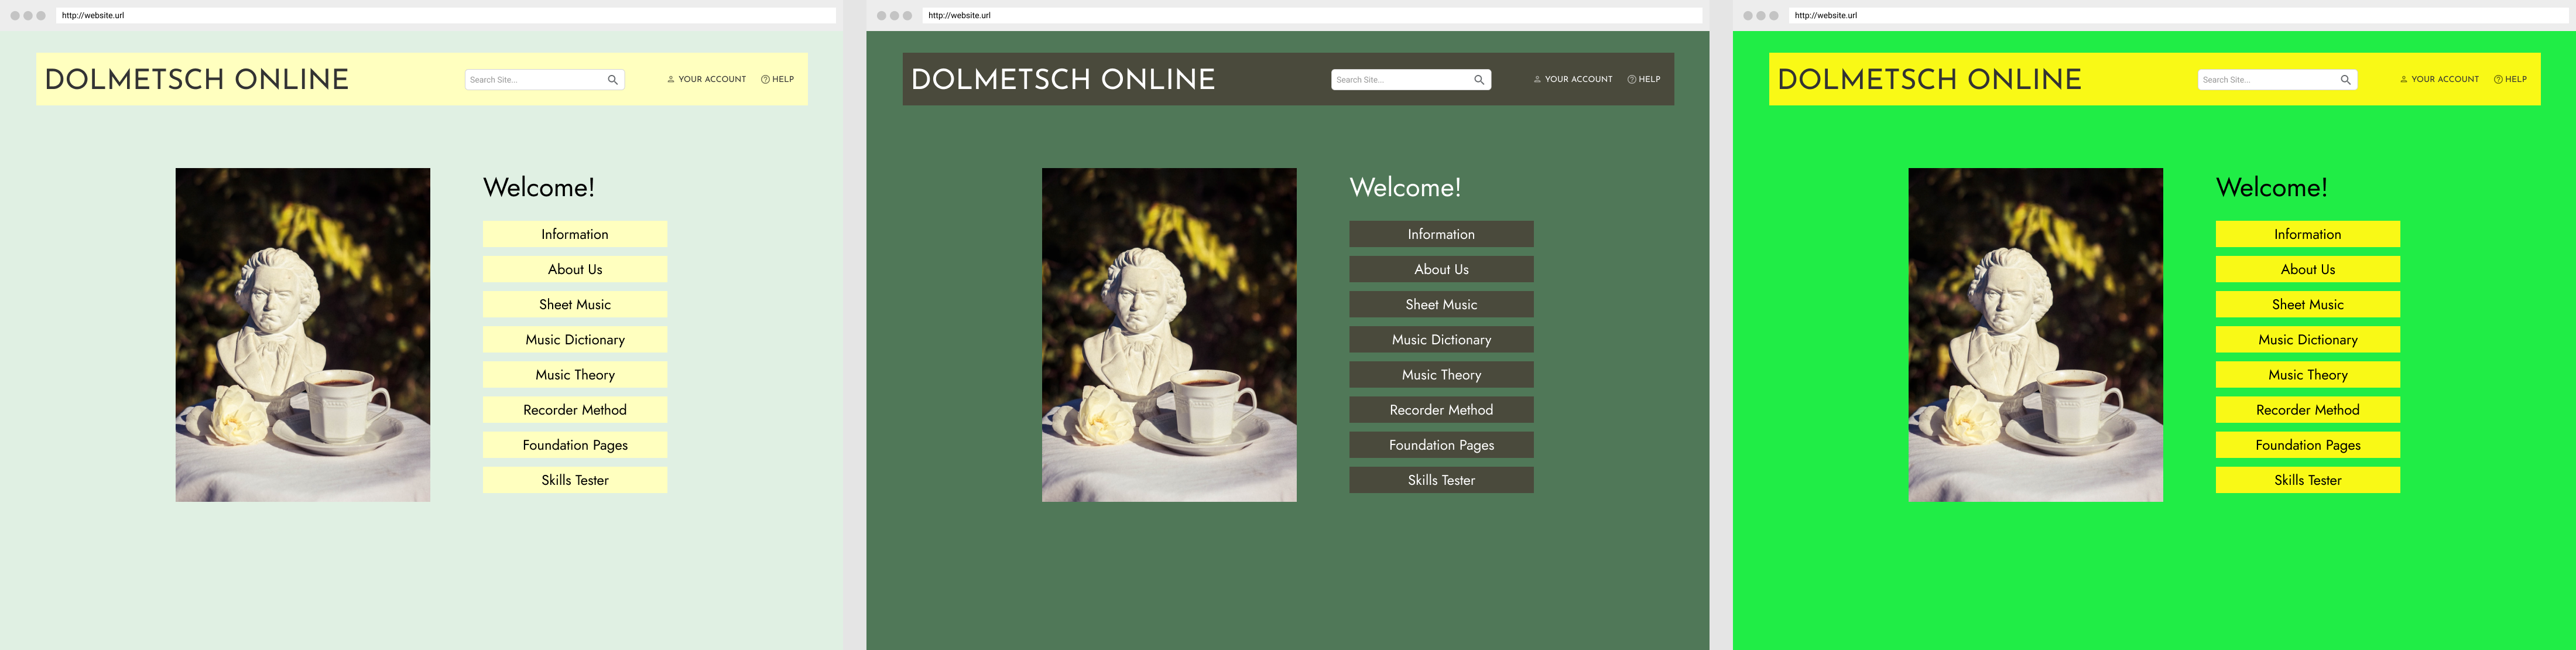 http://website.url
DOLMETSCH ONLINE
Search Site...
YOUR ACCOUNT
HELP
Welcome!
Information
About Us
Sheet Music
Music Dictionary
Music Theory
Recorder Method
Foundation Pages
Skills Tester
http://website.url
DOLMETSCH ONLINE
Search Site...
YOUR ACCOUNT
HELP
Welcome!
Information
About Us
Sheet Music
Music Dictionary
Music Theory
Recorder Method
Foundation Pages
Skills Tester
http://website.url
DOLMETSCH ONLINE
Search Site...
YOUR ACCOUNT
HELP
Welcome!
Information
About Us
Sheet Music
Music Dictionary
Music Theory
Recorder Method
Foundation Pages
Skills Tester